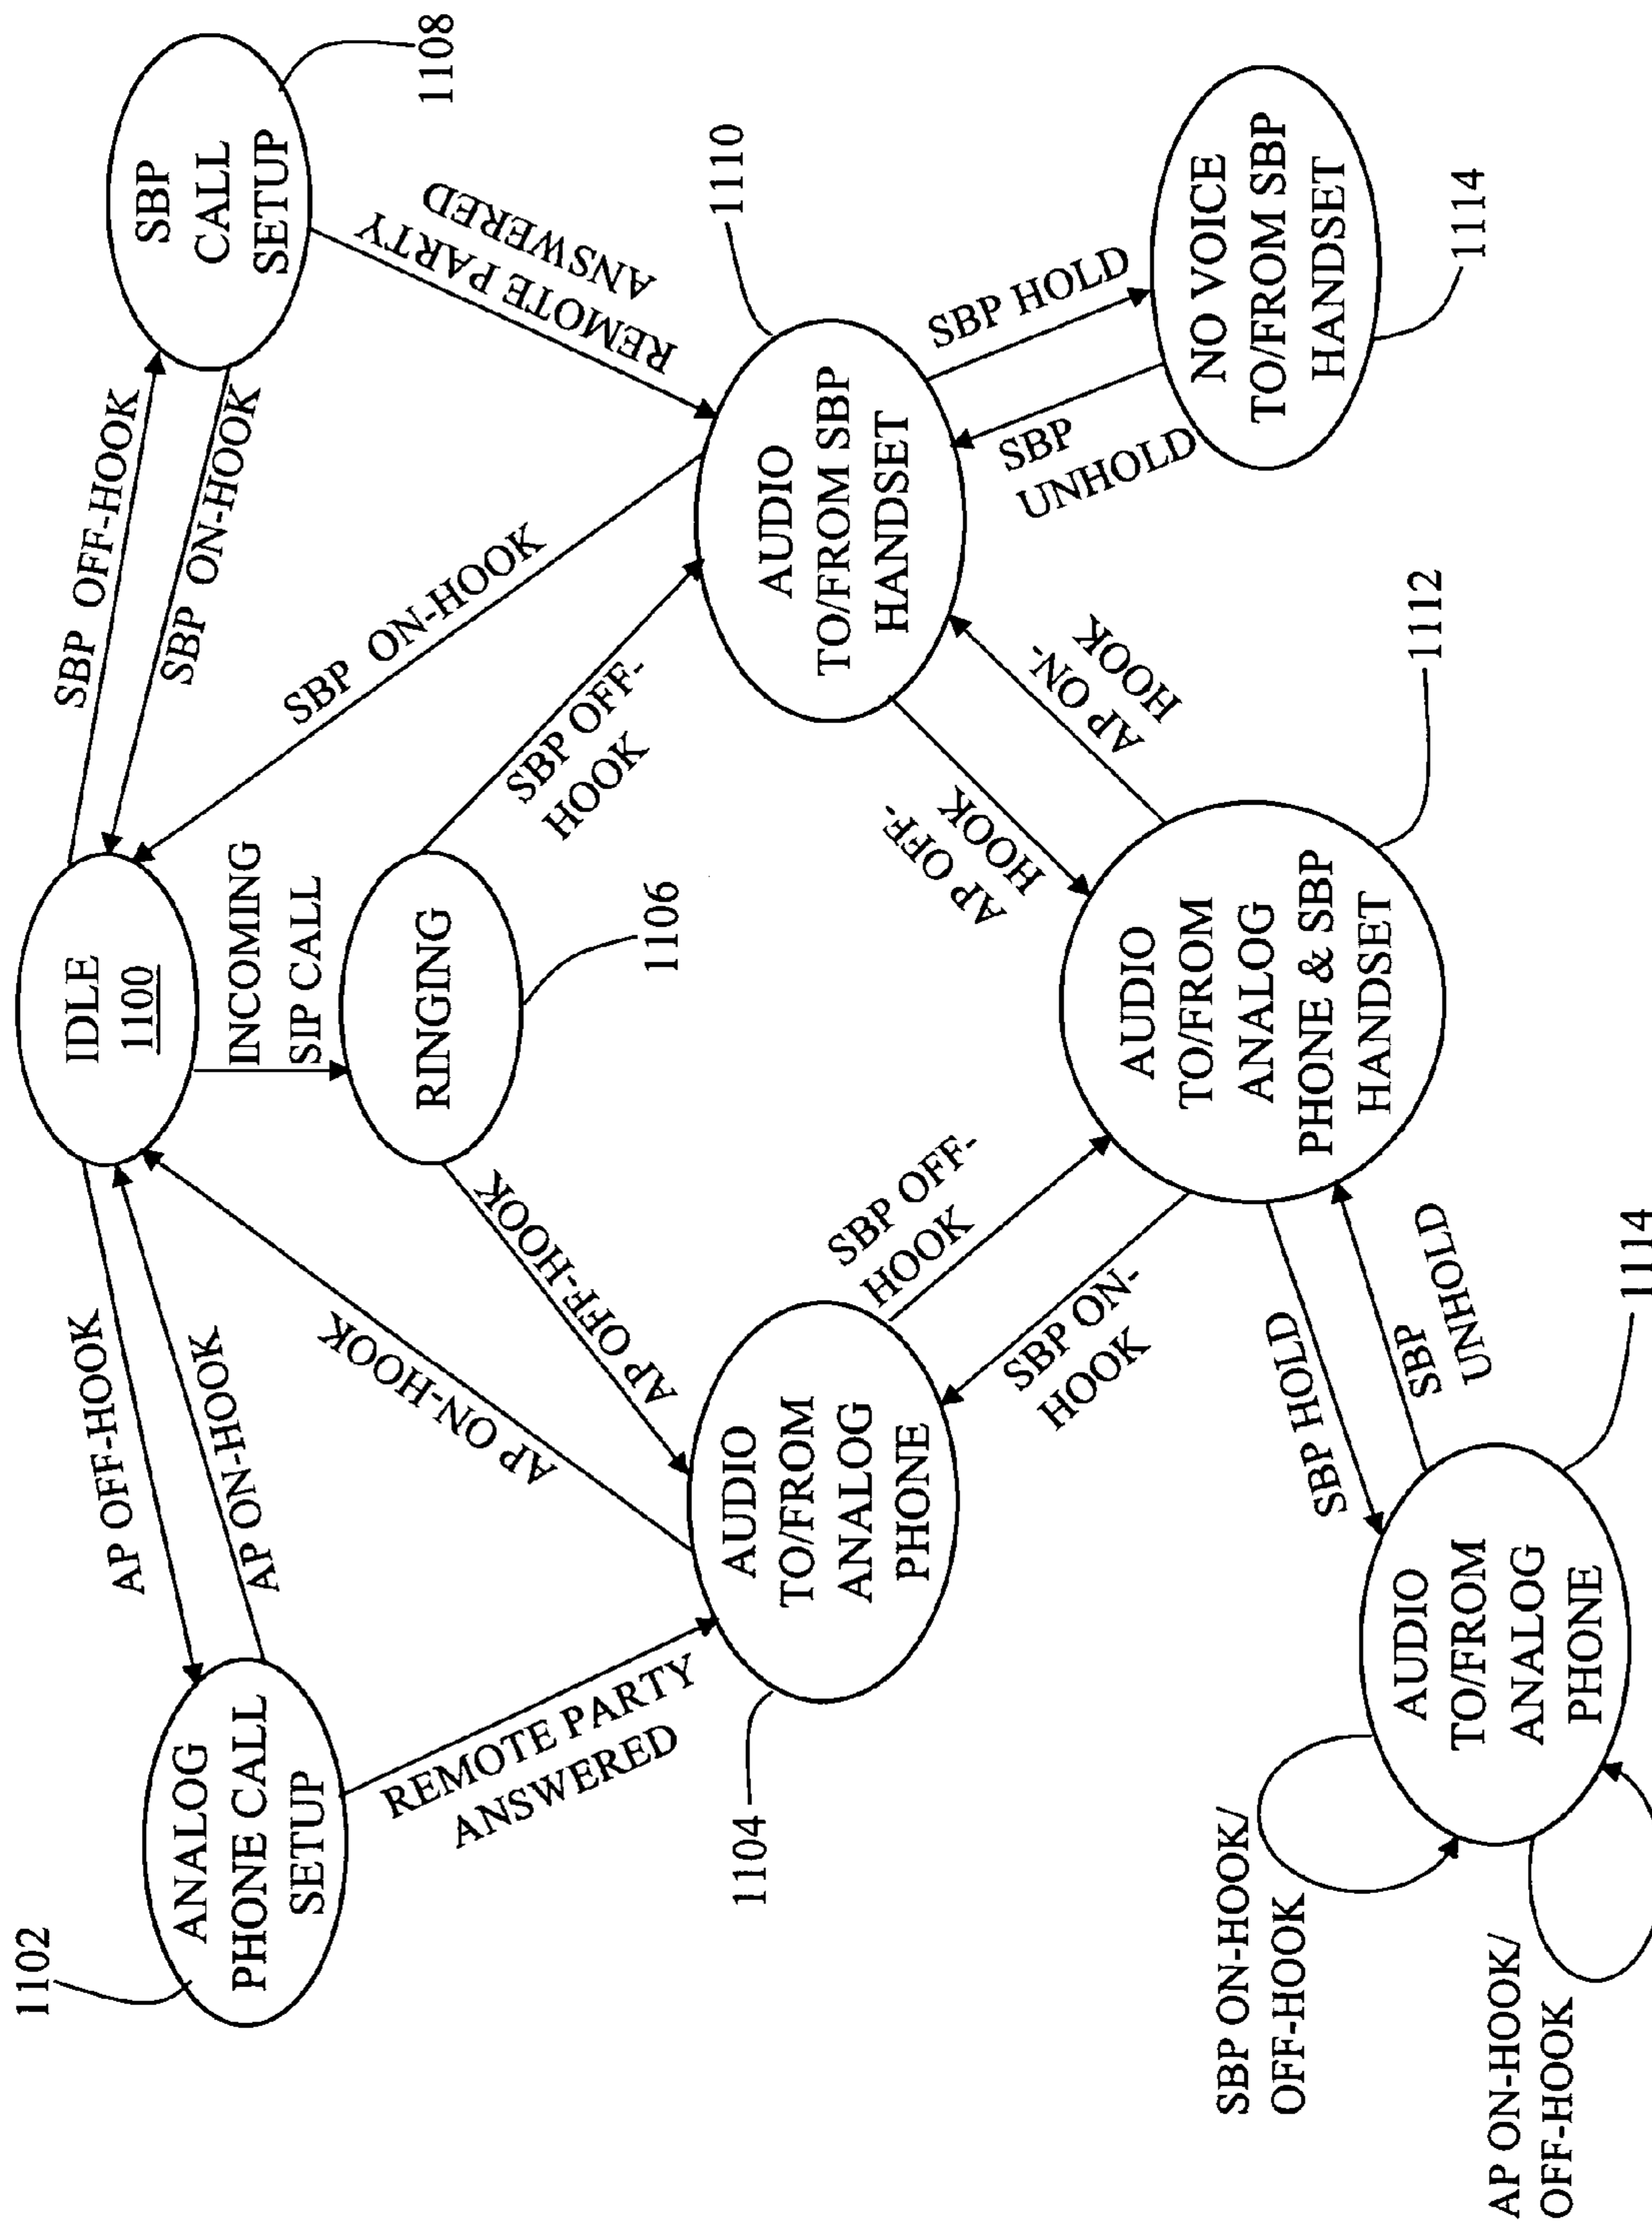 1102
ANALOG
PHONE CALL
SETUP
AP OFF-HOOK
AP ON-HOOK
IDLE
1100
SBP OFF-HOOK
SBP ON-HOOK
SBP
CALL
SETUP
1108
INCOMING
SIP CALL
RINGING
1106
REMOTE PARTY
ANSWERED
AP ON-HOOK
AP OFF-HOOK
SBP ON-HOOK
SBP OFF-
HOOK
REMOTE PARTY
ANSWERED
1104
AUDIO
TO/FROM
ANALOG
PHONE
AUDIO
TO/FROM SBP
HANDSET
1110
SBP OFF-
HOOK
SBP ON-
HOOK
AP OFF-
HOOK
AP ON-
HOOK
SBP
UNHOLD
SBP HOLD
NO VOICE
TO/FROM SBP
HANDSET
1114
AUDIO
TO/FROM
ANALOG
PHONE & SBP
HANDSET
1112
SBP HOLD
SBP
UNHOLD
SBP ON-HOOK/
OFF-HOOK
AUDIO
TO/FROM
ANALOG
PHONE
1114
AP ON-HOOK/
OFF-HOOK